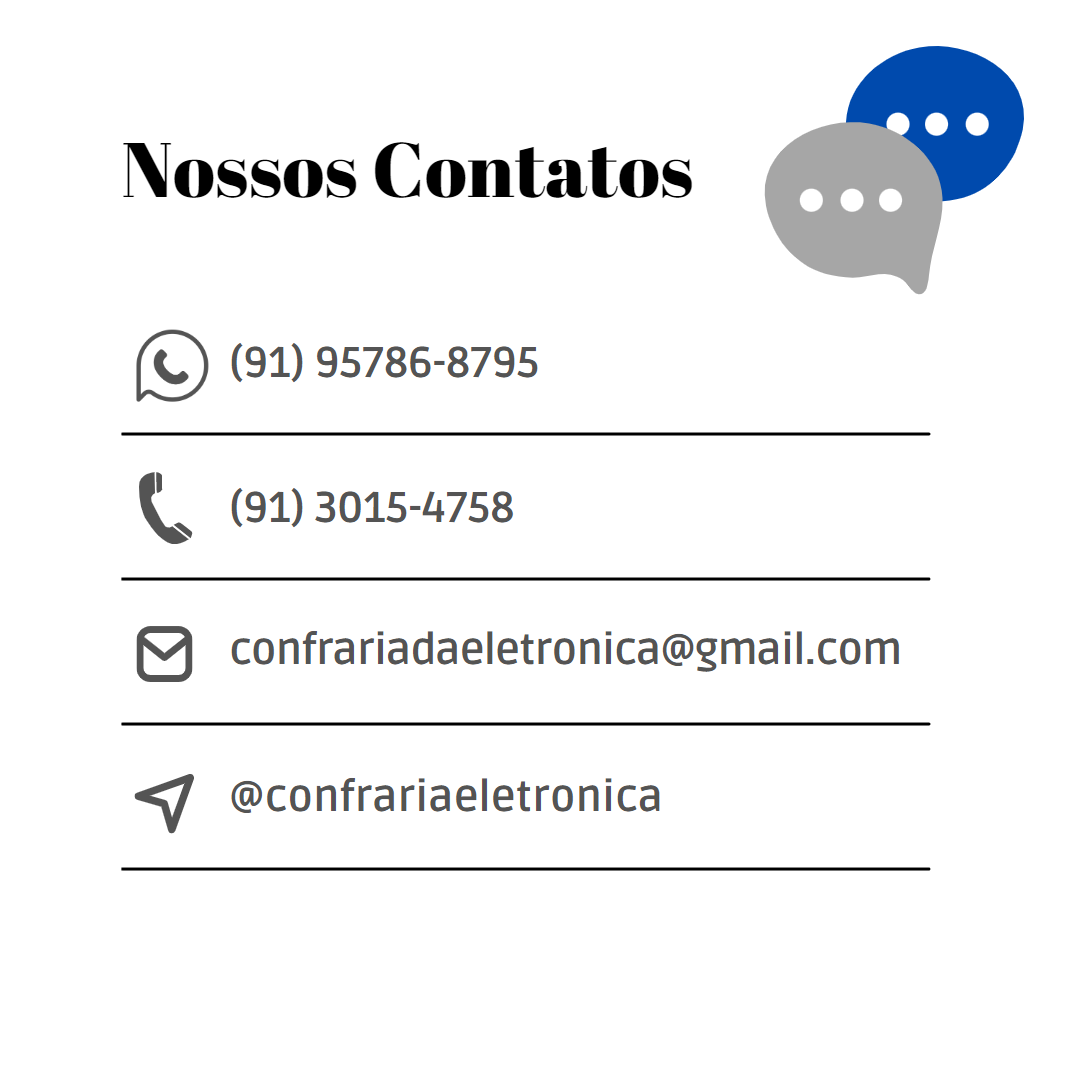 Nossos Contatos
(91) 95786-8795
(91) 3015-4758
confrariadaeletronica@gmail.com
@confrariaeletronica